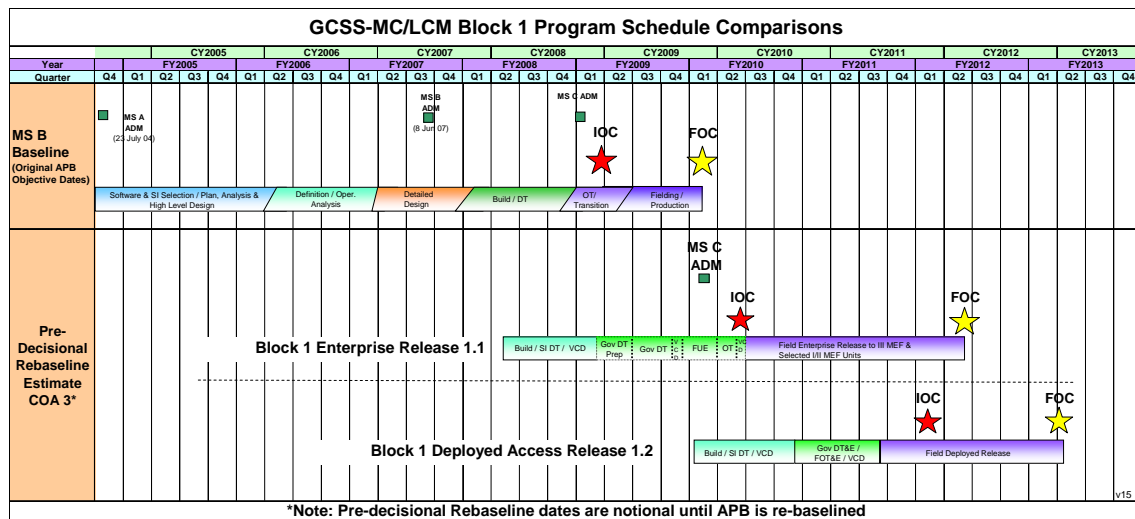 GCSS-MC/LCM Block 1 Program Schedule Comparisons
CY2005 CY2006 CY2007 CY2008 CY2009 CY2010 CY2011 CY2012 CY2013
Year FY2005 FY2006 FY2007 FY2008 FY2009 FY2010 FY2011 FY2012 FY2013
Quarter Q4 Q1 Q2 Q3 Q4 Q1 Q2 Q3 Q4 Q1 Q2 Q3 Q4 Q1 Q2 Q3 Q4 Q1 Q2 Q3 Q4 Q1 Q2 Q3 Q4 Q1 Q2 Q3 Q4 Q1 Q2 Q3 Q4 Q1 Q2 Q3 Q4
MS B
Baseline
(Original APB
Objective Dates)
MS A
ADM
(23 July 04)
MS B
ADM
(8 Jun 07)
MS C ADM
IOC
FOC
Software & SI Selection / Plan, Analysis &
High Level Design
Definition / Oper.
Analysis
Detailed
Design
Build / DT
OT/
Transition
Fielding /
Production
Pre-
Decisional
Rebaseline
Estimate
COA 3*
MS C
ADM
IOC
FOC
Block 1 Enterprise Release 1.1
Build / SI DT / VCD
Gov DT
Prep
Gov DT
V
C
D
FUE
OT
VC
D
Field Enterprise Release to III MEF &
Selected I/II MEF Units
IOC
FOC
Block 1 Deployed Access Release 1.2
Build / SI DT / VCD
Gov DT&E /
FOT&E / VCD
Field Deployed Release
v15
*Note: Pre-decisional Rebaseline dates are notional until APB is re-baselined